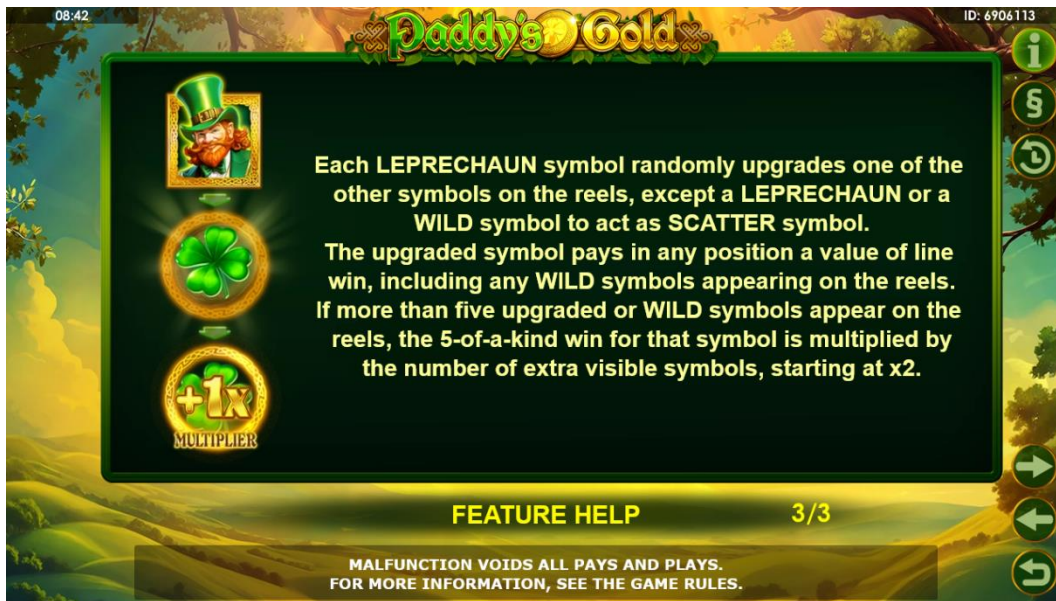 08:42
Paddy's Gold
ID: 6906113
i
§
Each LEPRECHAUN symbol randomly upgrades one of the
other symbols on the reels, except a LEPRECHAUN or a
WILD symbol to act as SCATTER symbol.
The upgraded symbol pays in any position a value of line
win, including any WILD symbols appearing on the reels.
If more than five upgraded or WILD symbols appear on the
reels, the 5-of-a-kind win for that symbol is multiplied by
the number of extra visible symbols, starting at x2.
+1x
MULTIPLIER
FEATURE HELP
3/3
MALFUNCTION VOIDS ALL PAYS AND PLAYS.
FOR MORE INFORMATION, SEE THE GAME RULES.